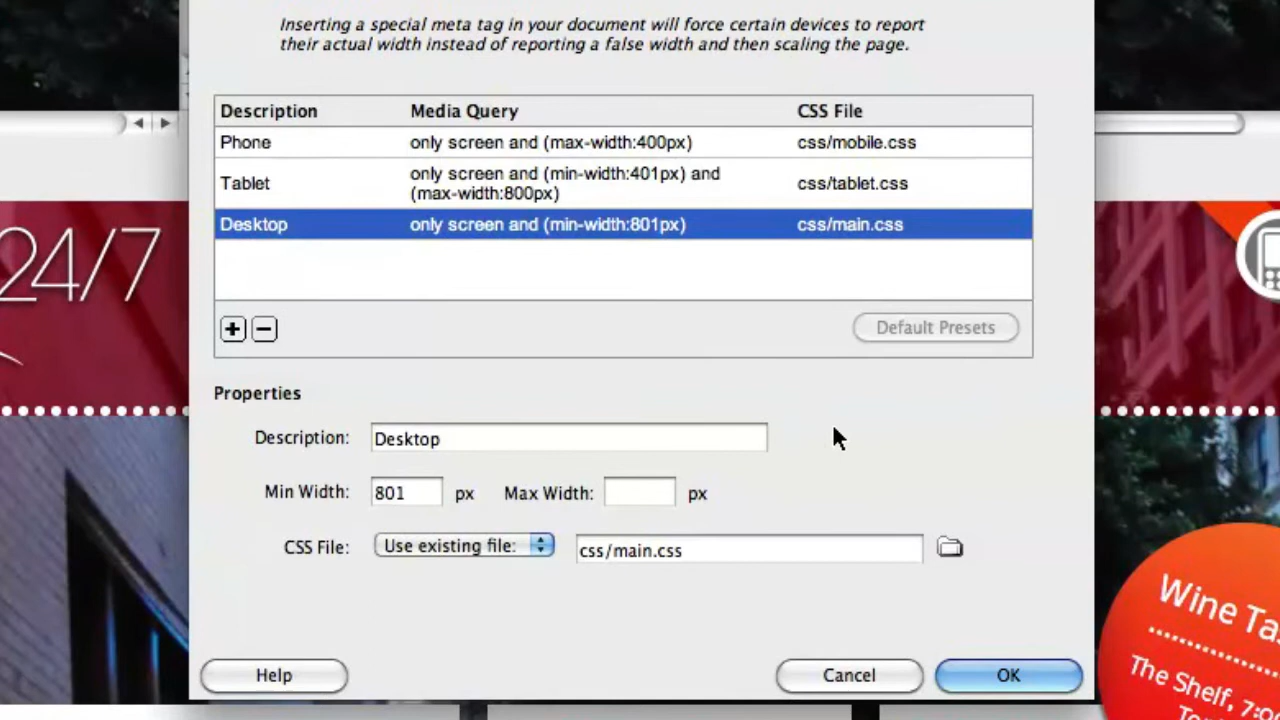 Inserting a special meta tag in your document will force certain devices to report
their actual width instead of reporting a false width and then scaling the page.
Description Media Query CSS File
Phone only screen and (max-width:400px) css/mobile.css
Tablet only screen and (min-width:401px) and (max-width:800px) css/tablet.css
Desktop only screen and (min-width:801px) css/main.css
24/7
Default Presets
Properties
Description: Desktop
Min Width: 801 px Max Width: px
CSS File: Use existing file: css/main.css
Wine
The Shelf,
Help Cancel OK